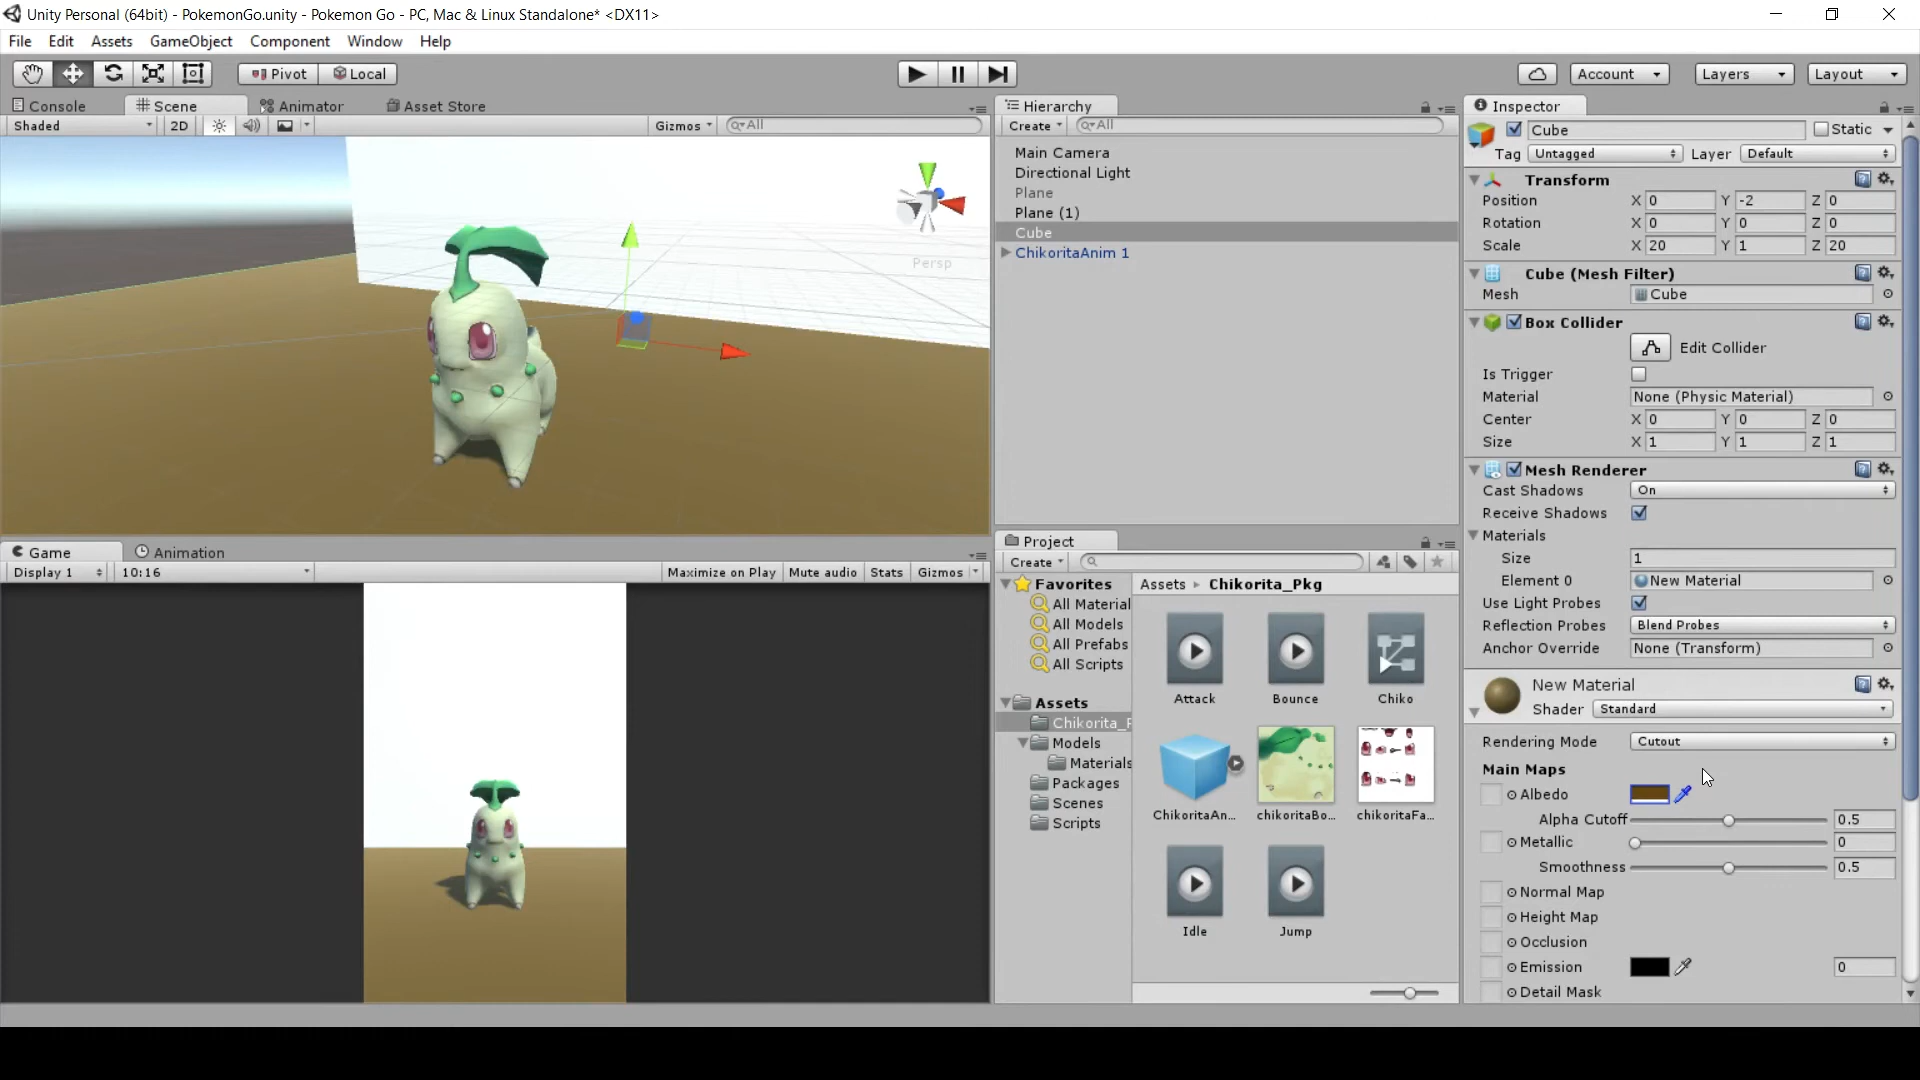 Unity Personal (64bit) - PokemonGo.unity - Pokemon Go - PC, Mac & Linux Standalone* <DX11>
File Edit Assets GameObject Component Window Help
Pivot Local Account Layers Layout
Console Scene Animator Asset Store
Shaded 2D Gizmos All
Persp
Game Animation
Display 1 10:16 Maximize on Play Mute audio Stats Gizmos
Hierarchy
Create All
Main Camera
Directional Light
Plane
Plane (1)
Cube
ChikoritaAnim 1
Project
Create
Favorites
All Material
All Models
All Prefabs
All Scripts
Assets
Chikorita_P
Models
Materials
Packages
Scenes
Scripts
Assets Chikorita_Pkg
Attack Bounce Chiko
ChikoritaAn... chikoritaBo... chikoritaFa...
Idle Jump
Inspector
Cube Static
Tag Untagged Layer Default
Transform
Position X 0 Y -2 Z 0
Rotation X 0 Y 0 Z 0
Scale X 20 Y 1 Z 20
Cube (Mesh Filter)
Mesh Cube
Box Collider
Edit Collider
Is Trigger
Material None (Physic Material)
Center X 0 Y 0 Z 0
Size X 1 Y 1 Z 1
Mesh Renderer
Cast Shadows On
Receive Shadows
Materials
Size 1
Element 0 New Material
Use Light Probes
Reflection Probes Blend Probes
Anchor Override None (Transform)
New Material
Shader Standard
Rendering Mode Cutout
Main Maps
Albedo
Alpha Cutoff 0.5
Metallic 0
Smoothness 0.5
Normal Map
Height Map
Occlusion
Emission 0
Detail Mask